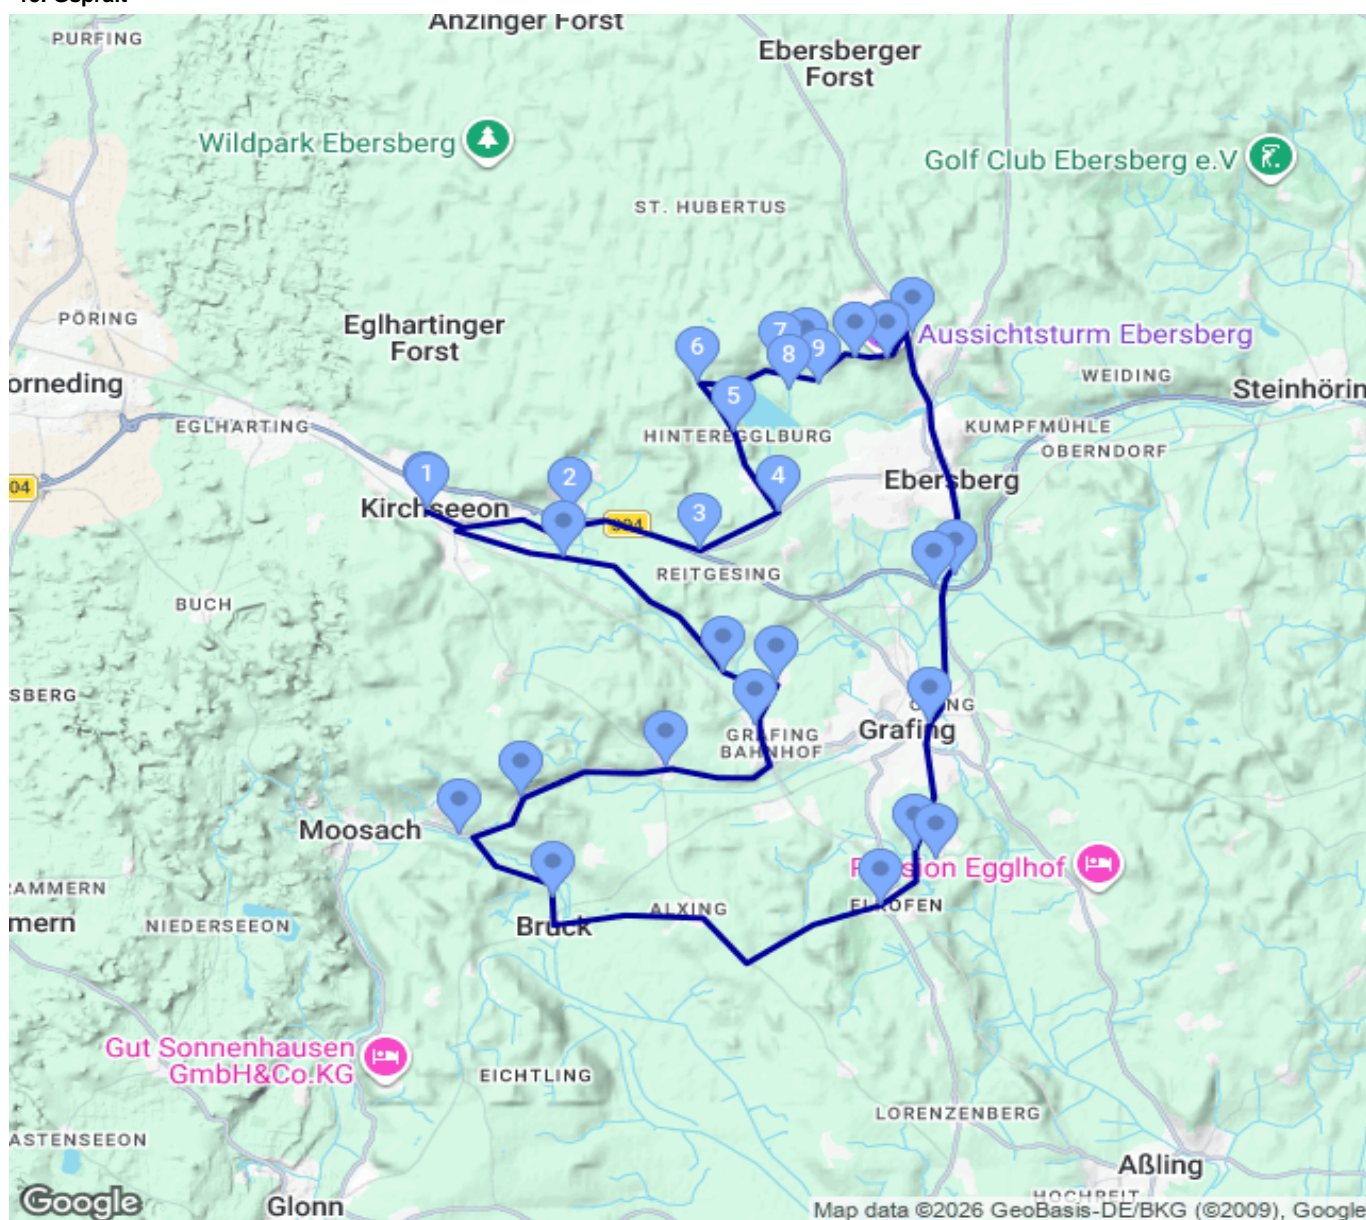 Anzinger Forst
PURFING
Ebersberger
Forst
Wildpark Ebersberg
Golf Club Ebersberg e.V
ST. HUBERTUS
PÖRING
Eglhartinger
Forst
Aussichtsturm Ebersberg
6
7
8
9
WEIDING
orneding
Steinhörin
5
EGLHARTING
HINTEREGGLBURG
KUMPFMÜHLE
OBERNDORF
1
2
4
Ebersberg
04
Kirchseeon
3
304
REITGESING
BUCH
SBERG
GRAFING
BAHNHOF
Grafing
Moosach
Pension Egglhof
RAMMERN
mern
NIEDERSEEON
Bruck
ALXING
ELKOFEN
Gut Sonnenhausen
GmbH&Co.KG
EICHTLING
LORENZENBERG
ASTENSEEON
Aßling
HOCHREIT
Glonn
Google
Map data ©2026 GeoBasis-DE/BKG (©2009), Google